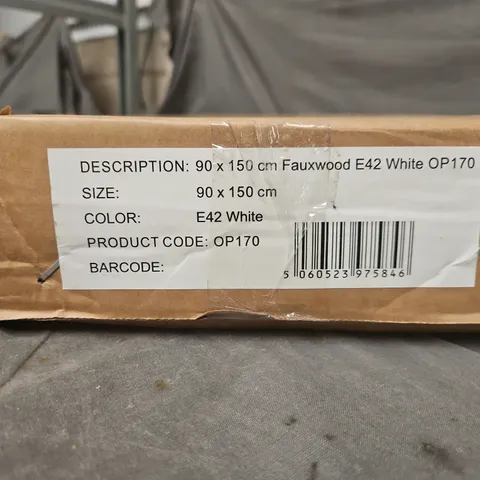 DESCRIPTION: 90 x 150 cm Fauxwood E42 White OP170
SIZE: 90 x 150 cm
COLOR: E42 White
PRODUCT CODE: OP170
BARCODE:
5 060523 975846